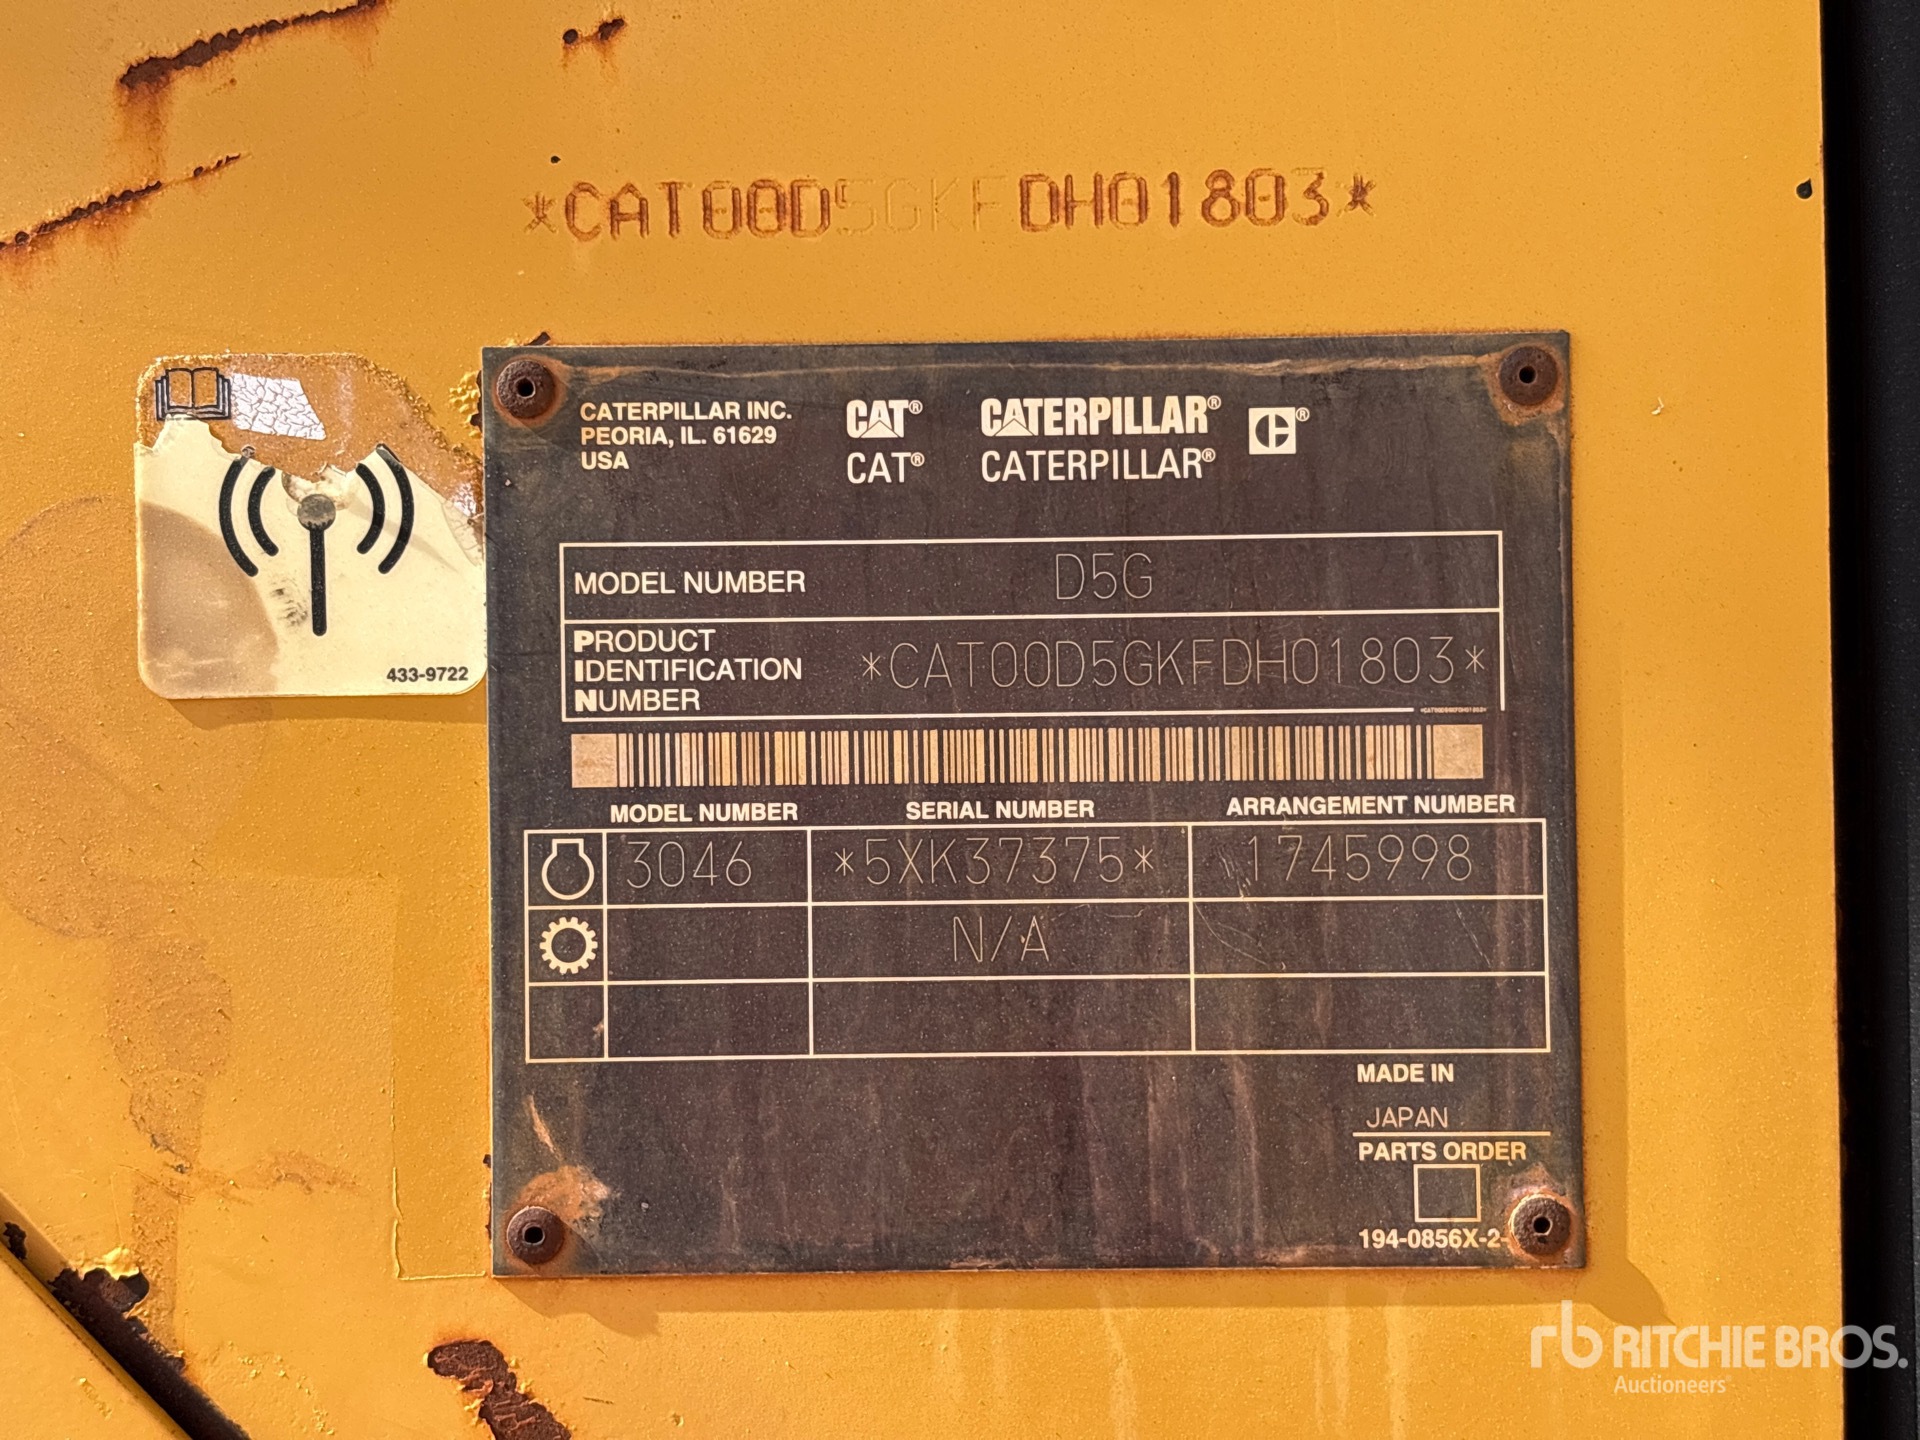 *CAT00D5GKFDH01803*
CATERPILLAR INC.
PEORIA, IL. 61629
USA
CAT® CATERPILLAR® C®
CAT® CATERPILLAR®
MODEL NUMBER D5G
PRODUCT
IDENTIFICATION
NUMBER
*CAT00D5GKFDH01803*
*CAT00D5GKFDH01803*
433-9722
MODEL NUMBER SERIAL NUMBER ARRANGEMENT NUMBER
3046 *5XK37375* 1745998
N/A
MADE IN
JAPAN
PARTS ORDER
194-0856X-2-
rb RITCHIE BROS.
Auctioneers